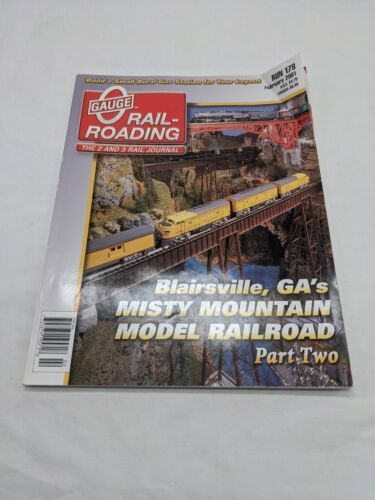 Build a Small Rural Gas Station for Your Layout
RUN 178
February 2001
O GAUGE
RAIL-
ROADING
THE 2 AND 3 RAIL JOURNAL
Blairsville, GA's
MISTY MOUNTAIN
MODEL RAILROAD
Part Two